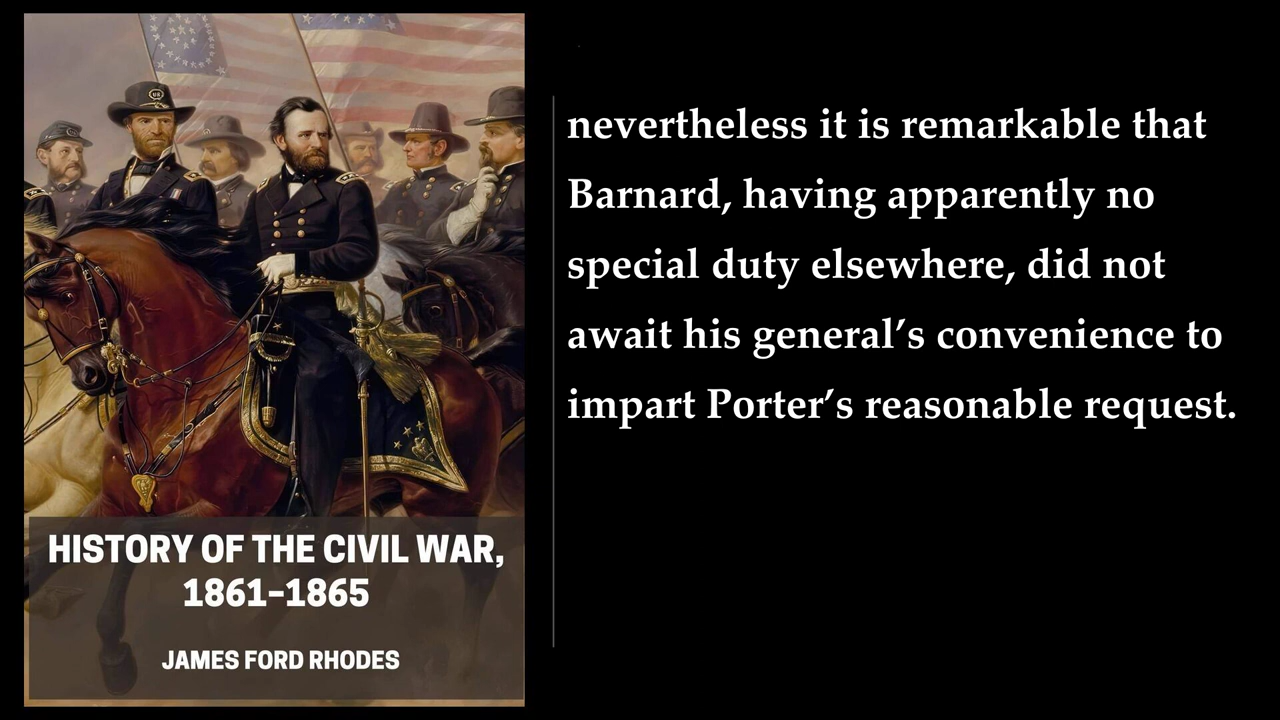 nevertheless it is remarkable that
Barnard, having apparently no
special duty elsewhere, did not
await his general’s convenience to
impart Porter’s reasonable request.
HISTORY OF THE CIVIL WAR,
1861–1865
JAMES FORD RHODES